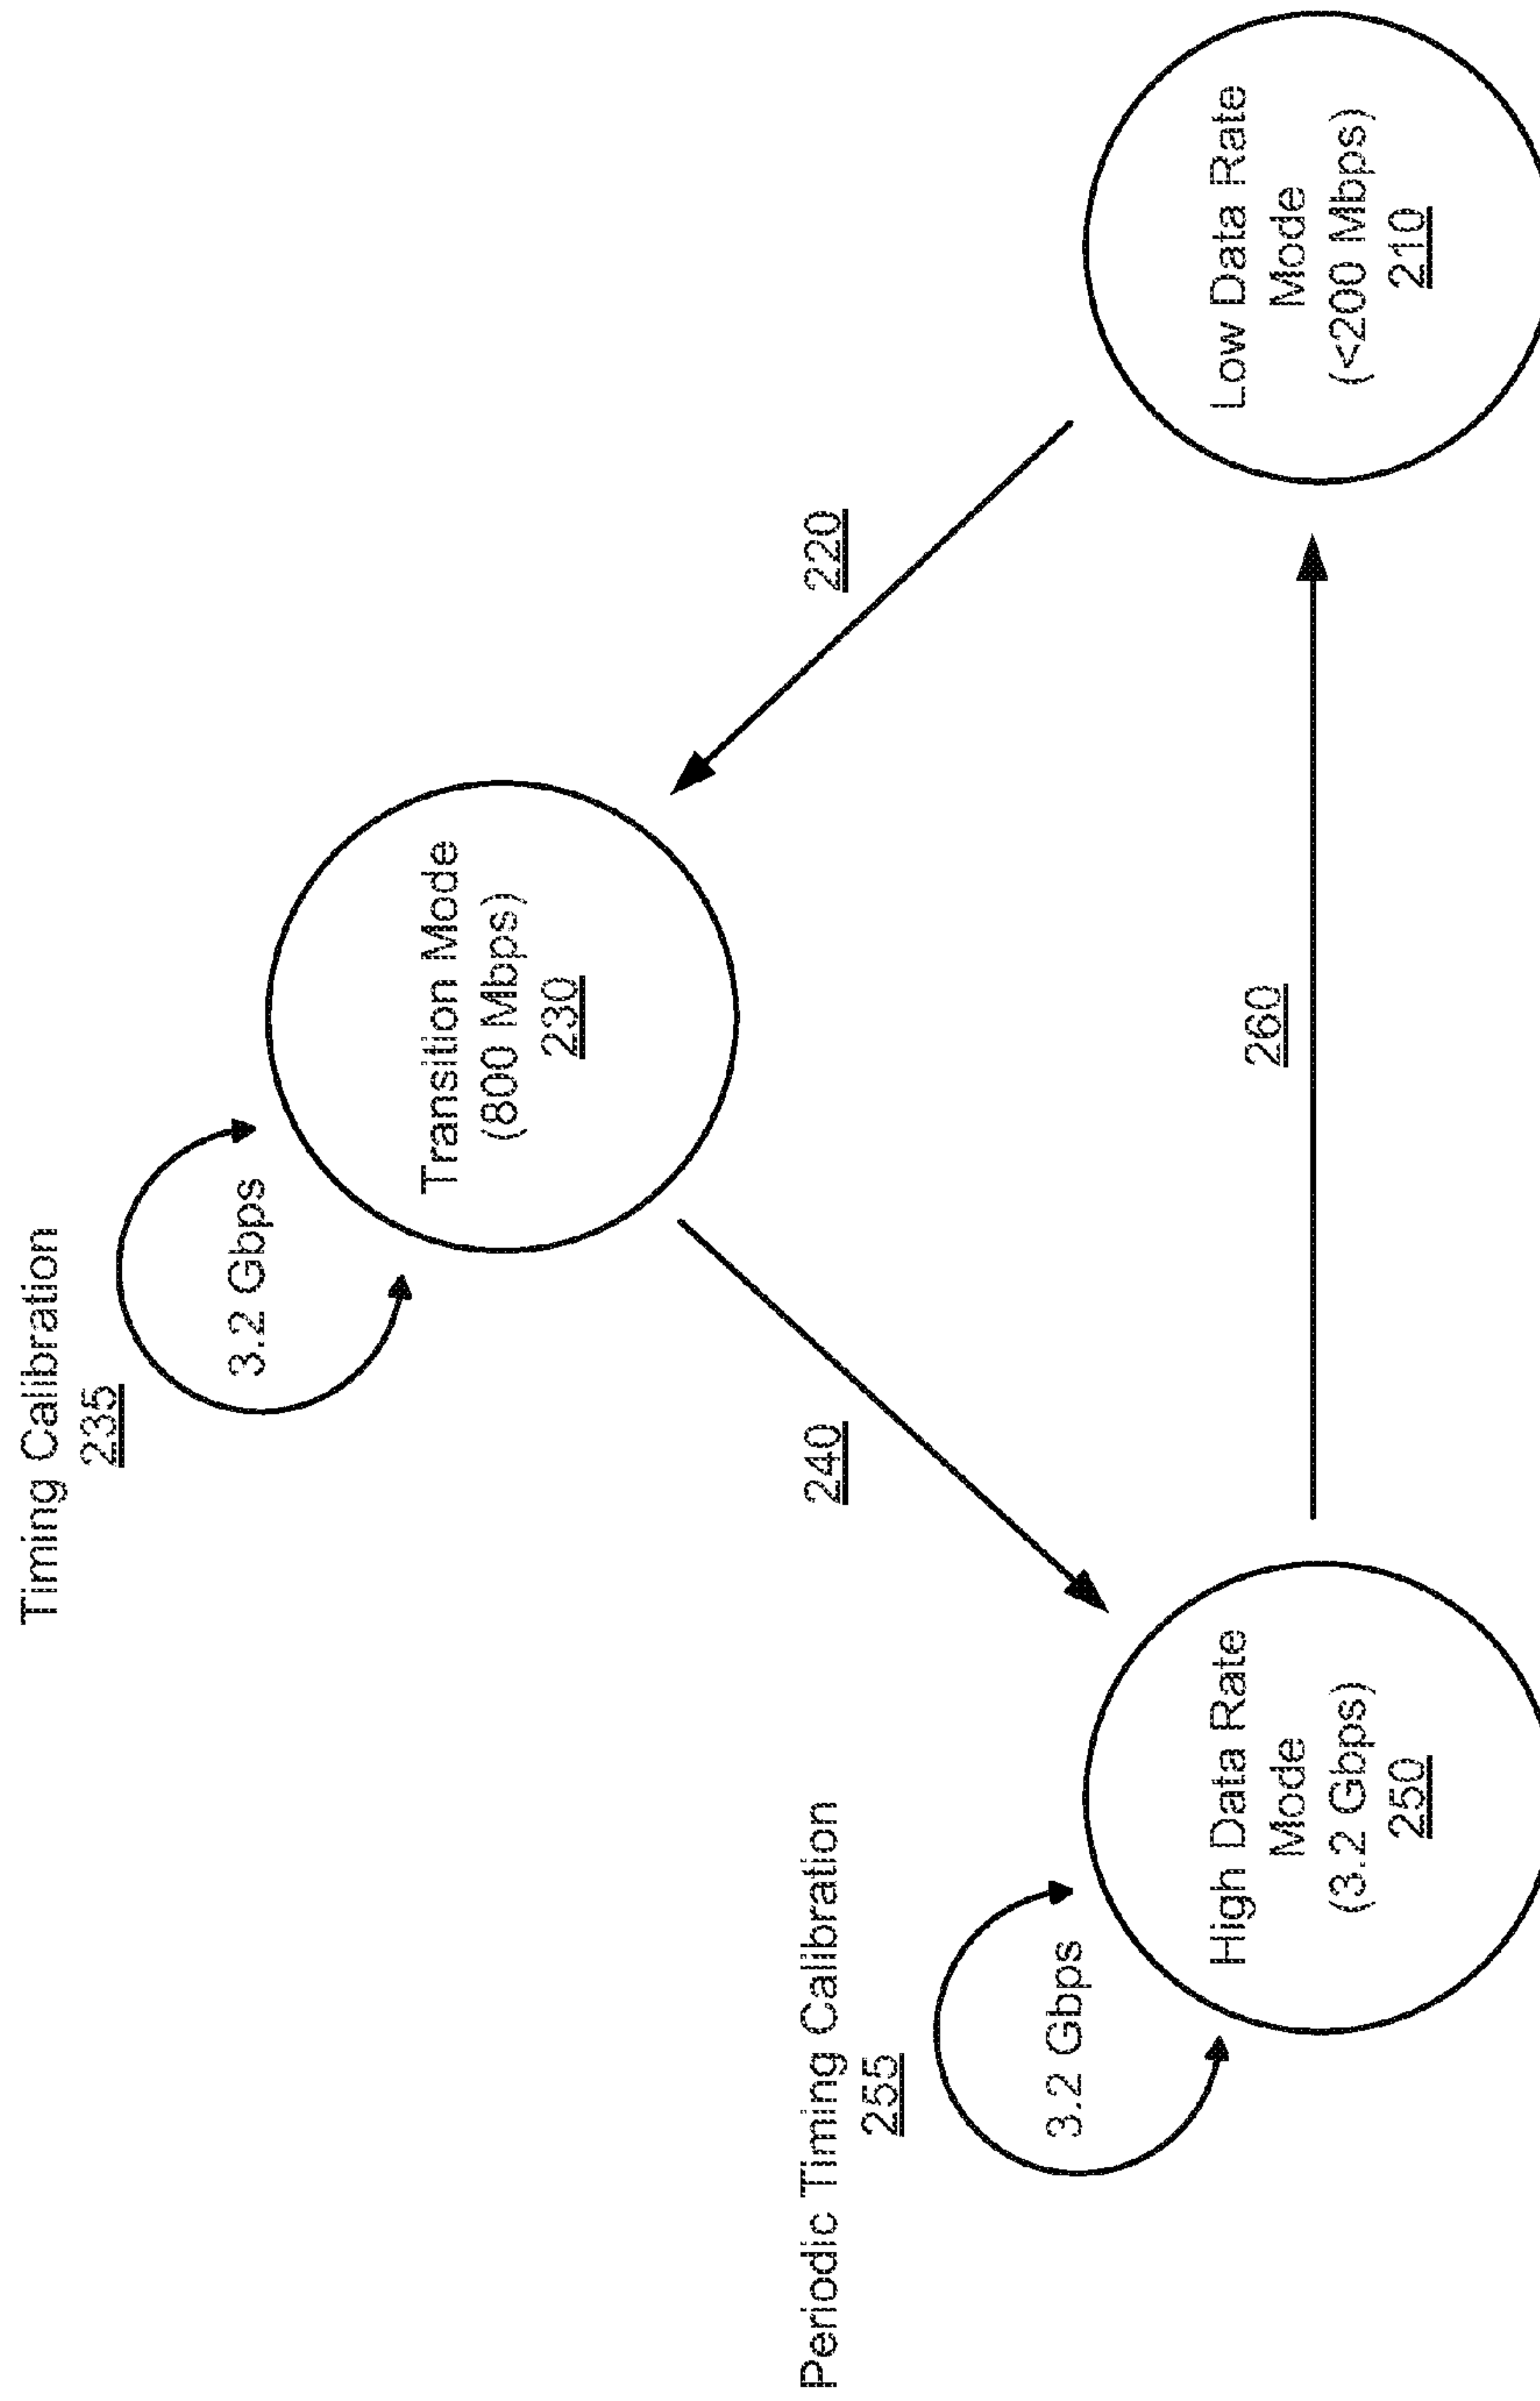 Timing Calibration
235
3.2 Gbps
Transition Mode
(800 Mbps)
230
240
220
Periodic Timing Calibration
255
3.2 Gbps
High Data Rate
Mode
(3.2 Gbps)
250
260
Low Data Rate
Mode
(<200 Mbps)
210